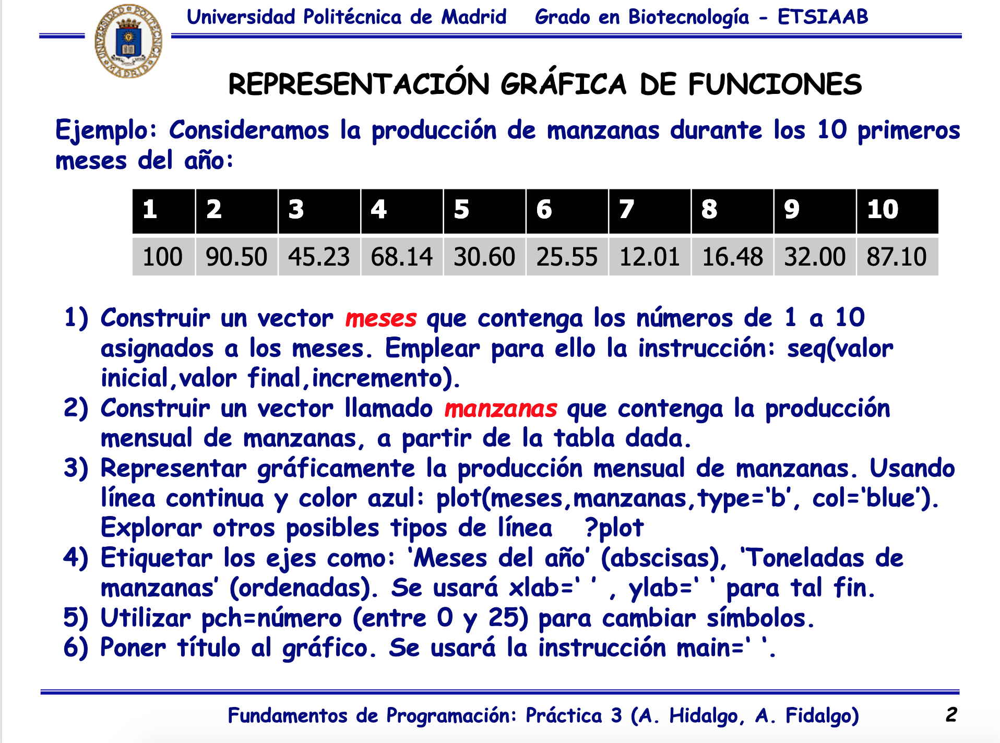 Universidad Politécnica de Madrid Grado en Biotecnología - ETSIAAB
UNIVERSIDAD POLITECNICA MADRID
REPRESENTACIÓN GRÁFICA DE FUNCIONES
Ejemplo: Consideramos la producción de manzanas durante los 10 primeros
meses del año:
1 2 3 4 5 6 7 8 9 10
100 90.50 45.23 68.14 30.60 25.55 12.01 16.48 32.00 87.10
1) Construir un vector meses que contenga los números de 1 a 10
asignados a los meses. Emplear para ello la instrucción: seq(valor
inicial,valor final,incremento).
2) Construir un vector llamado manzanas que contenga la producción
mensual de manzanas, a partir de la tabla dada.
3) Representar gráficamente la producción mensual de manzanas. Usando
línea continua y color azul: plot(meses,manzanas,type=‘b’, col=‘blue’).
Explorar otros posibles tipos de línea ?plot
4) Etiquetar los ejes como: ‘Meses del año’ (abscisas), ‘Toneladas de
manzanas’ (ordenadas). Se usará xlab=‘ ’ , ylab=‘ ‘ para tal fin.
5) Utilizar pch=número (entre 0 y 25) para cambiar símbolos.
6) Poner título al gráfico. Se usará la instrucción main=‘ ‘.
Fundamentos de Programación: Práctica 3 (A. Hidalgo, A. Fidalgo) 2